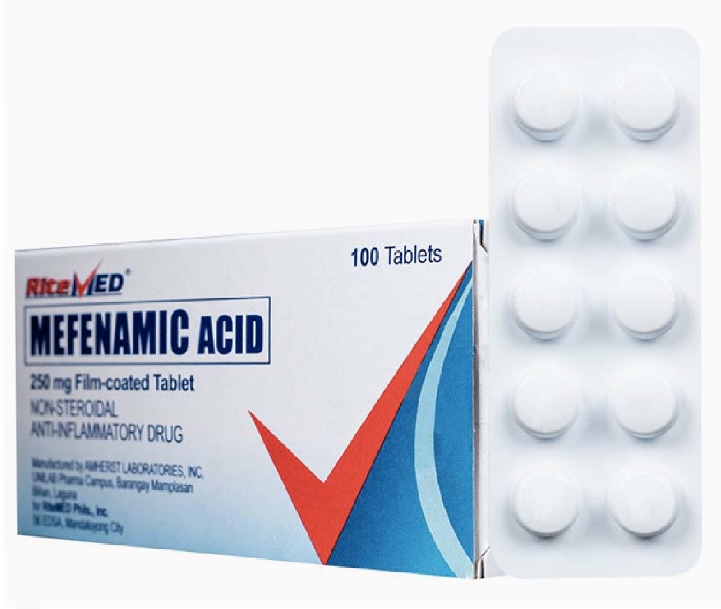 RiteMED®
MEFENAMIC ACID
100 Tablets
250 mg Film-coated Tablet
NON-STEROIDAL
ANTI-INFLAMMATORY DRUG
Manufactured by AMHERST LABORATORIES, INC.
UNILAB Pharma Campus, Barangay Mamplasan
Biñan, Laguna
for RiteMED Phils., Inc.
EDSA, Mandaluyong City